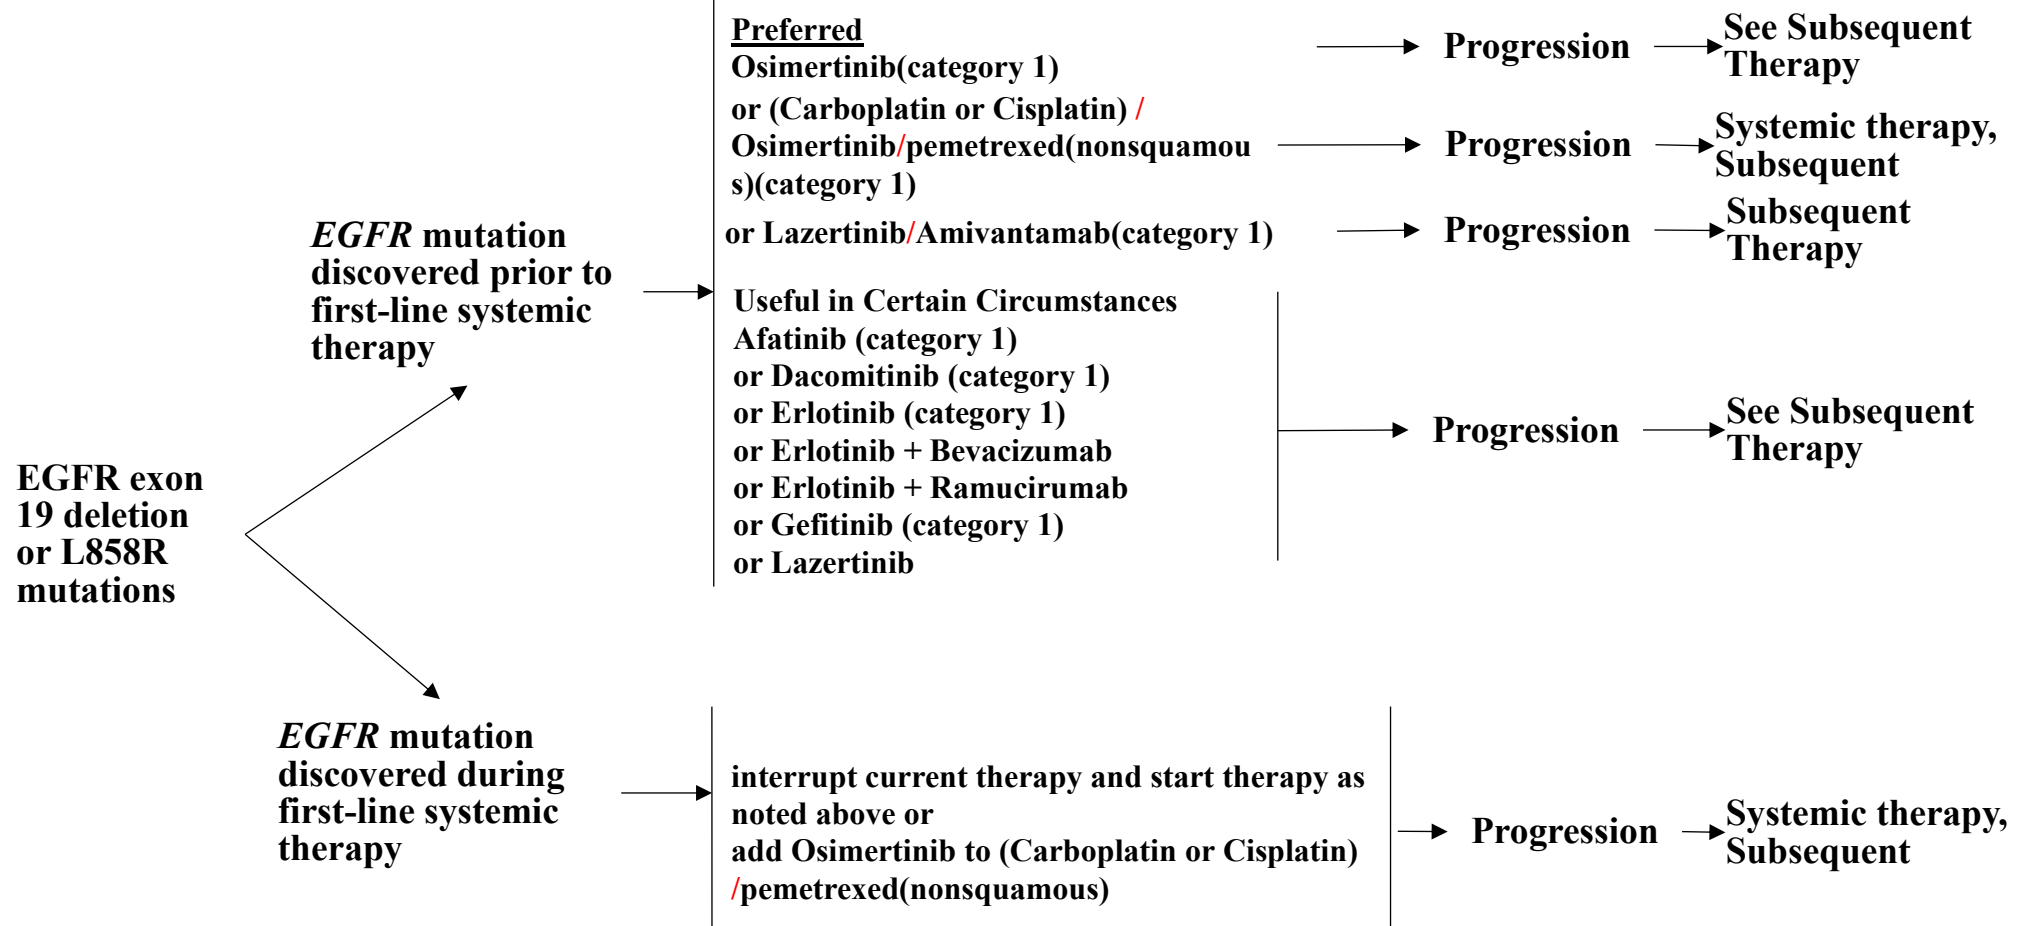 EGFR exon
19 deletion
or L858R
mutations
EGFR mutation
discovered prior to
first-line systemic
therapy
Preferred
Osimertinib(category 1)
or (Carboplatin or Cisplatin) /
Osimertinib/pemetrexed(nonsquamou
s)(category 1)
or Lazertinib/Amivantamab(category 1)
Progression
See Subsequent
Therapy
Progression
Systemic therapy,
Subsequent
Progression
Subsequent
Therapy
Useful in Certain Circumstances
Afatinib (category 1)
or Dacomitinib (category 1)
or Erlotinib (category 1)
or Erlotinib + Bevacizumab
or Erlotinib + Ramucirumab
or Gefitinib (category 1)
or Lazertinib
Progression
See Subsequent
Therapy
EGFR mutation
discovered during
first-line systemic
therapy
interrupt current therapy and start therapy as
noted above or
add Osimertinib to (Carboplatin or Cisplatin)
/pemetrexed(nonsquamous)
Progression
Systemic therapy,
Subsequent